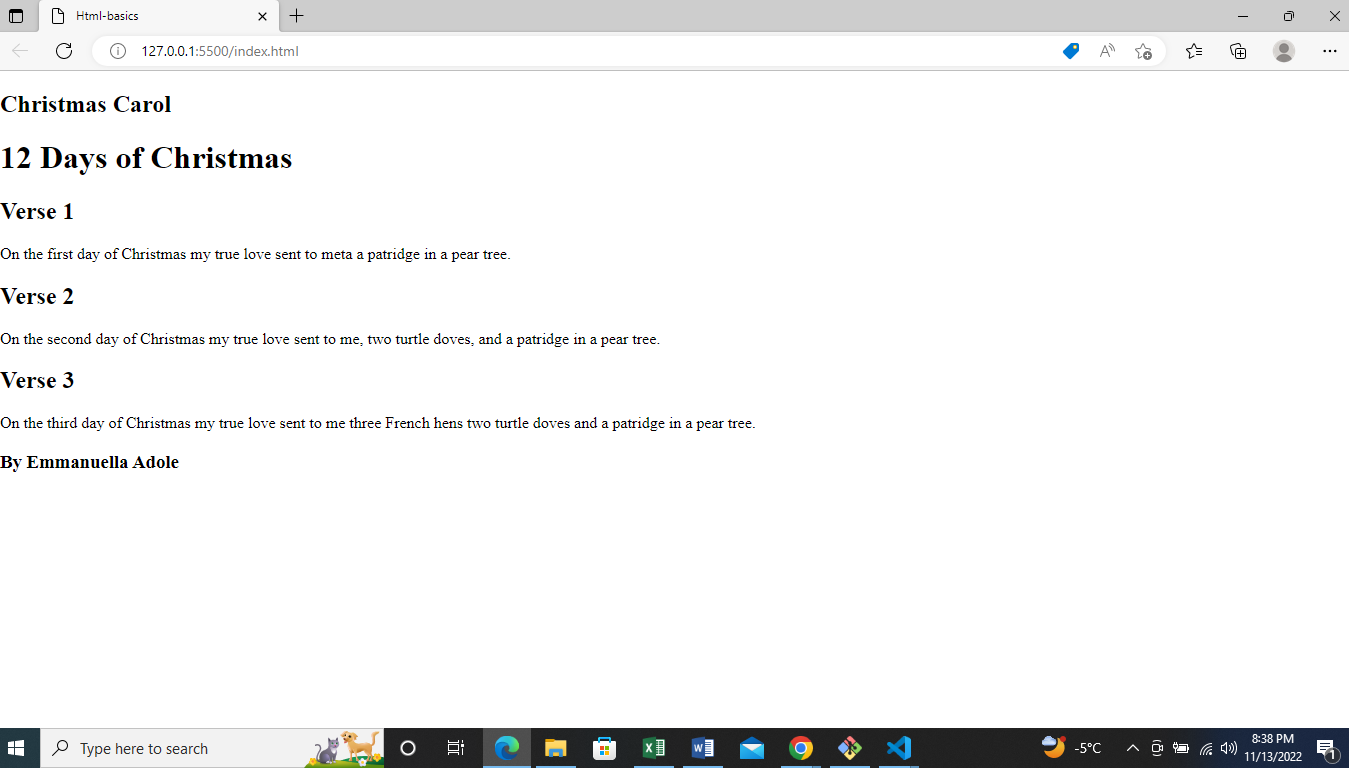 Html-basics
127.0.0.1:5500/index.html
Christmas Carol
12 Days of Christmas
Verse 1
On the first day of Christmas my true love sent to meta a patridge in a pear tree.
Verse 2
On the second day of Christmas my true love sent to me, two turtle doves, and a patridge in a pear tree.
Verse 3
On the third day of Christmas my true love sent to me three French hens two turtle doves and a patridge in a pear tree.
By Emmanuella Adole
Type here to search
-5°C
8:38 PM
11/13/2022
1